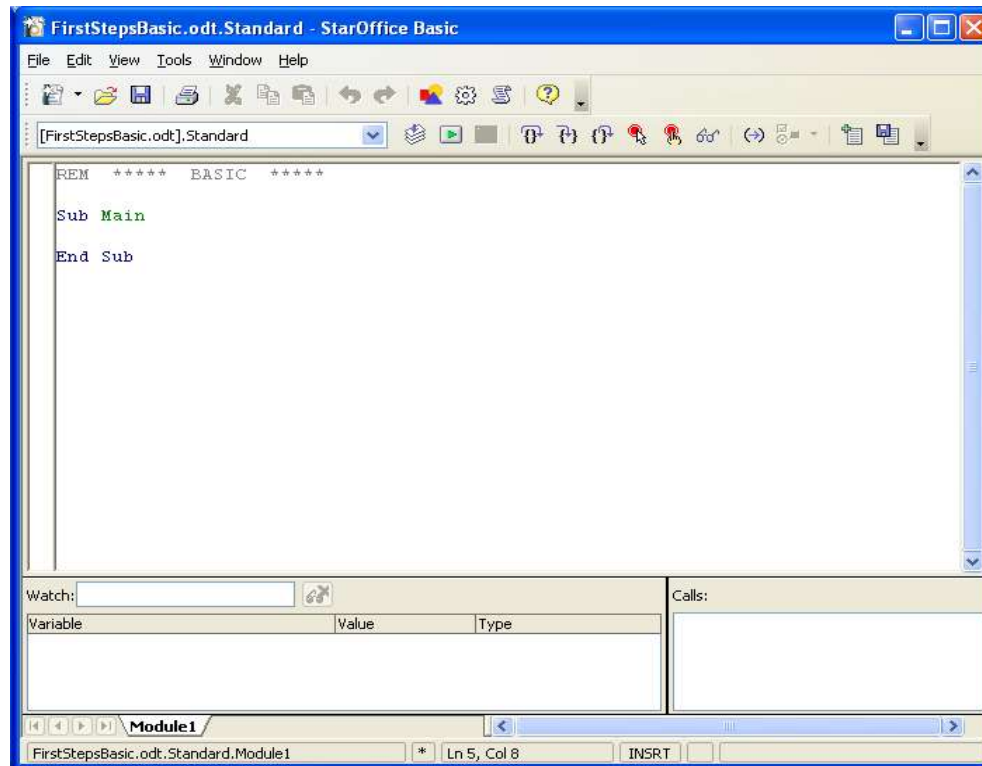 FirstStepsBasic.odt.Standard - StarOffice Basic
File Edit View Tools Window Help
[FirstStepsBasic.odt].Standard
REM ***** BASIC *****
Sub Main
End Sub
Watch:
Calls:
Variable Value Type
Module1
FirstStepsBasic.odt.Standard.Module1 * Ln 5, Col 8 INSRT